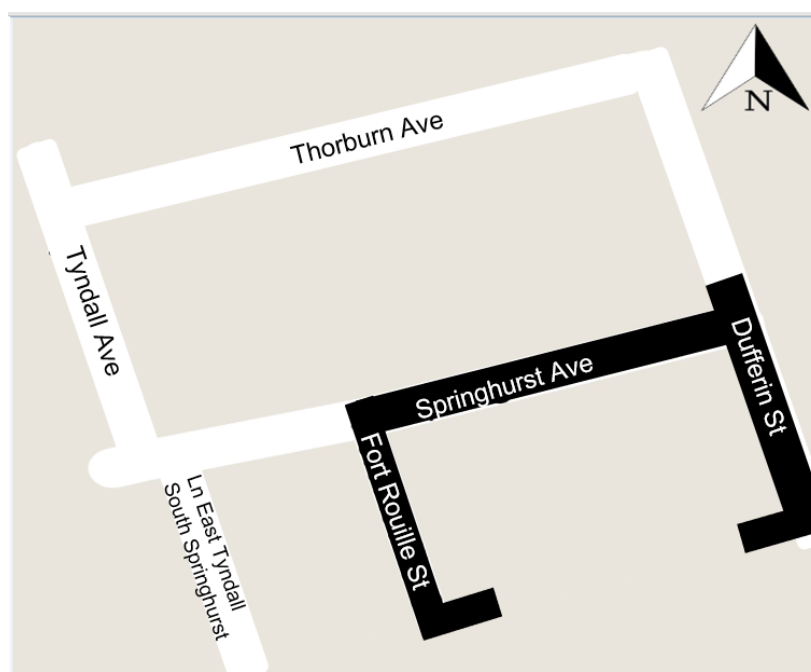 N
Thorburn Ave
Tyndall Ave
Springhurst Ave
Dufferin St
Fort Rouille St
Ln East Tyndall
South Springhurst